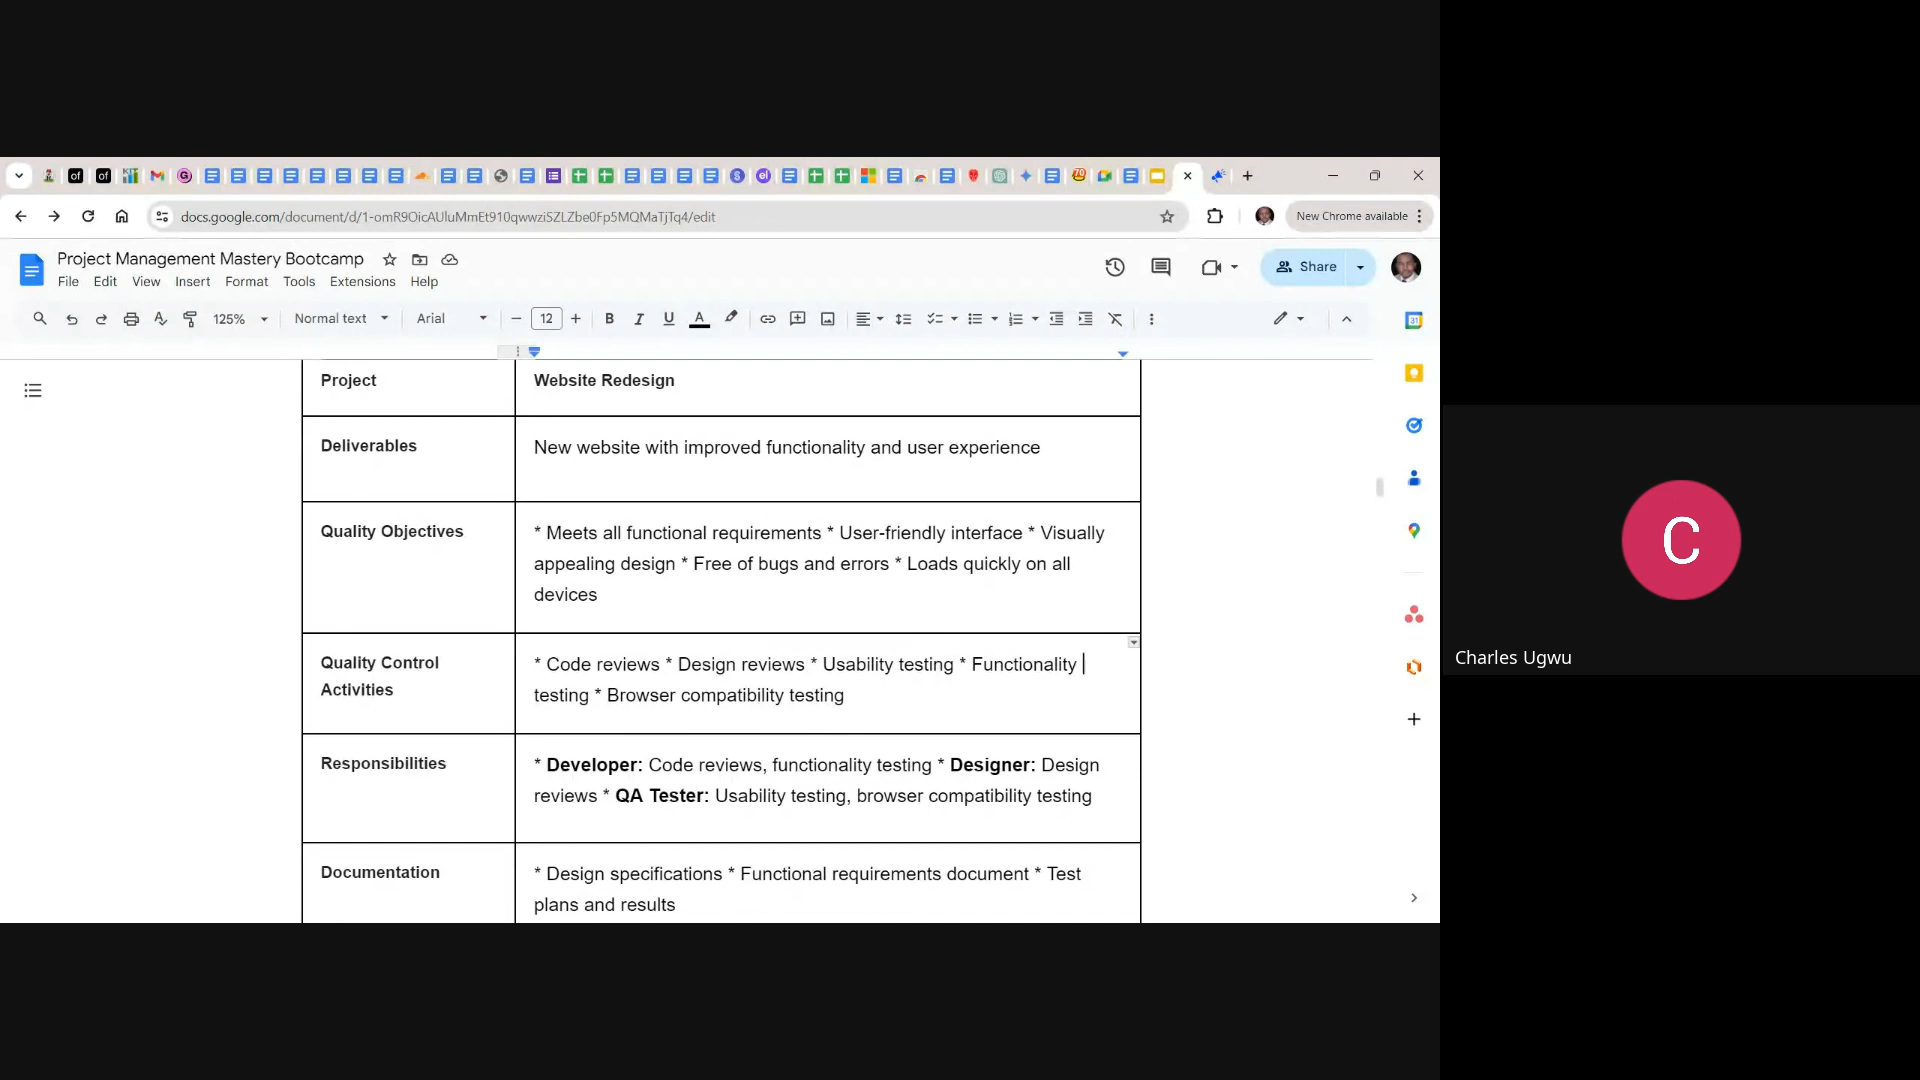 New Chrome available
docs.google.com/document/d/1-omR9OicAUluMmEt910qwwziSZLZbe0Fp5MQMaTjTq4/edit
Project Management Mastery Bootcamp
Share
File Edit View Insert Format Tools Extensions Help
125% Normal text Arial 12 B I U A
Project
Website Redesign
Deliverables
New website with improved functionality and user experience
Quality Objectives
* Meets all functional requirements * User-friendly interface * Visually
appealing design * Free of bugs and errors * Loads quickly on all
devices
Quality Control
Activities
* Code reviews * Design reviews * Usability testing * Functionality
testing * Browser compatibility testing
Responsibilities
* Developer: Code reviews, functionality testing * Designer: Design
reviews * QA Tester: Usability testing, browser compatibility testing
Documentation
* Design specifications * Functional requirements document * Test
plans and results
C
Charles Ugwu